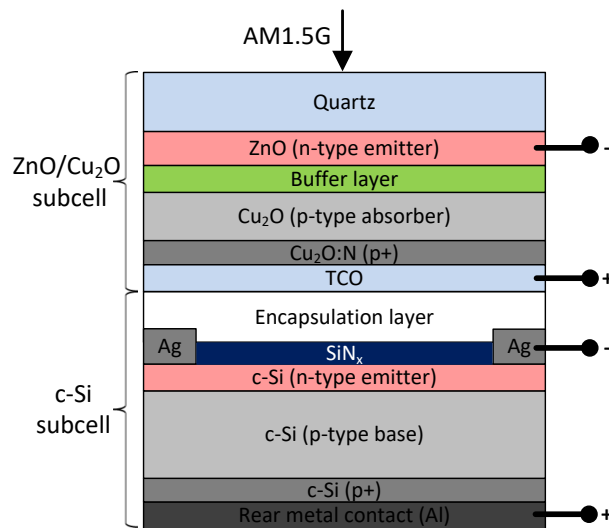 AM1.5G
Quartz
ZnO (n-type emitter)
-
ZnO/Cu₂O
subcell
Buffer layer
Cu₂O (p-type absorber)
Cu₂O:N (p+)
TCO
+
Encapsulation layer
Ag
SiNₓ
Ag
-
c-Si (n-type emitter)
c-Si
subcell
c-Si (p-type base)
c-Si (p+)
Rear metal contact (Al)
+